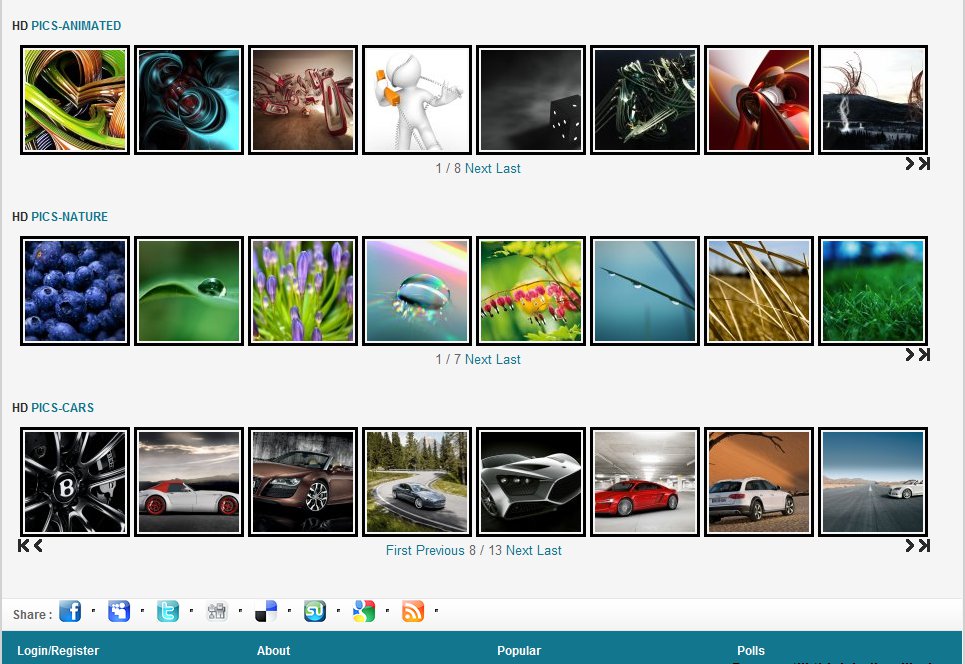 HD PICS-ANIMATED
1 / 8 Next Last
HD PICS-NATURE
1 / 7 Next Last
HD PICS-CARS
B
First Previous 8 / 13 Next Last
Share :
Login/Register About Popular Polls